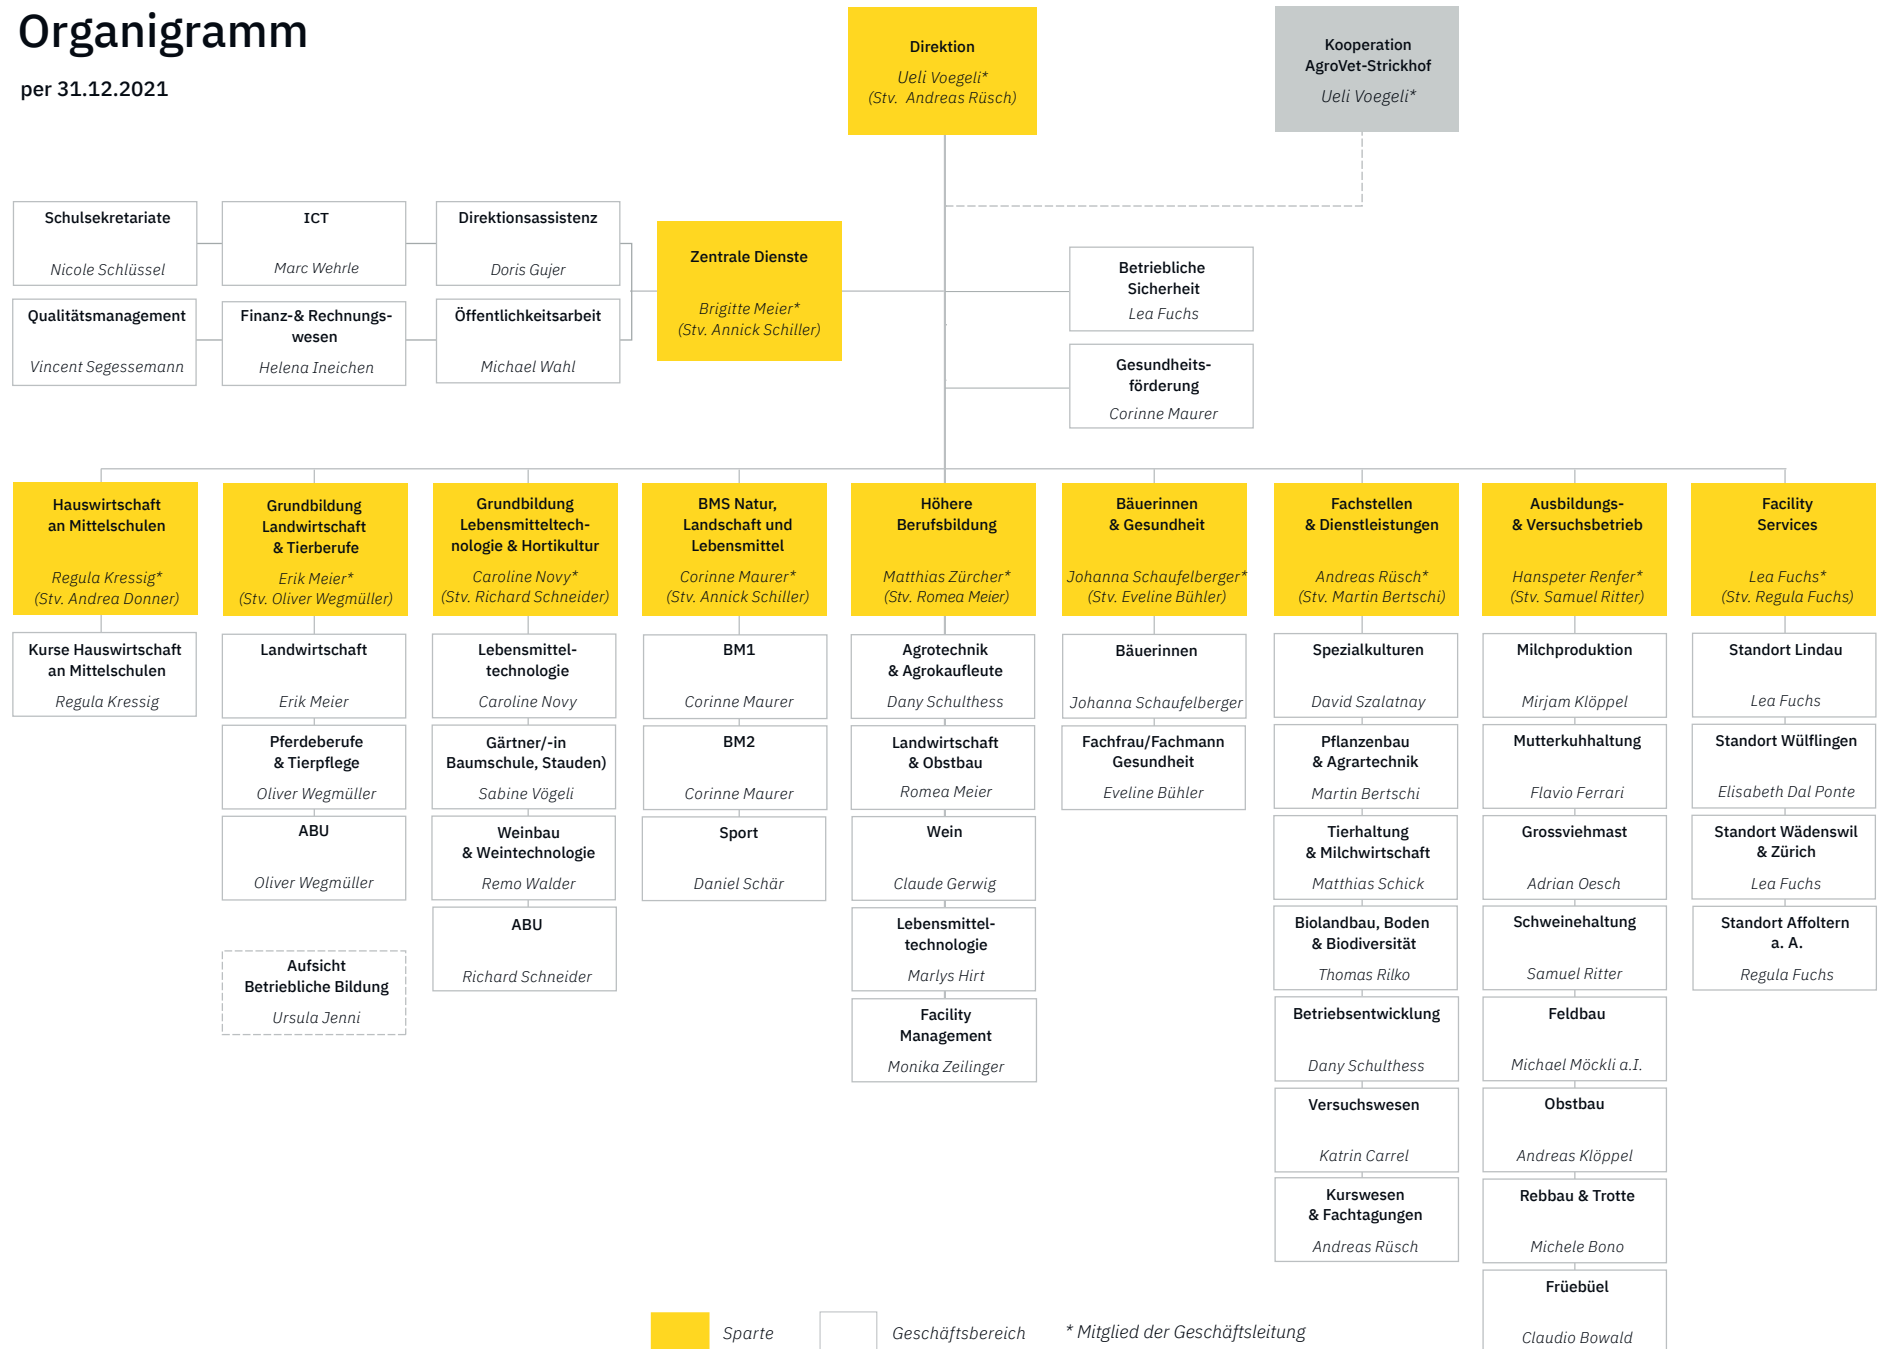 Organigramm
per 31.12.2021
Direktion
Ueli Voegeli*
(Stv. Andreas Rüsch)
Kooperation
AgroVet-Strickhof
Ueli Voegeli*
Schulsekretariate
Nicole Schlüssel
ICT
Marc Wehrle
Direktionsassistenz
Doris Gujer
Zentrale Dienste
Brigitte Meier*
(Stv. Annick Schiller)
Betriebliche
Sicherheit
Lea Fuchs
Qualitätsmanagement
Vincent Segessemann
Finanz-& Rechnungs-
wesen
Helena Ineichen
Öffentlichkeitsarbeit
Michael Wahl
Gesundheits-
förderung
Corinne Maurer
Hauswirtschaft
an Mittelschulen
Regula Kressig*
(Stv. Andrea Donner)
Kurse Hauswirtschaft
an Mittelschulen
Regula Kressig
Grundbildung
Landwirtschaft
& Tierberufe
Erik Meier*
(Stv. Oliver Wegmüller)
Landwirtschaft
Erik Meier
Pferdeberufe
& Tierpflege
Oliver Wegmüller
ABU
Oliver Wegmüller
Aufsicht
Betriebliche Bildung
Ursula Jenni
Grundbildung
Lebensmitteltech-
nologie & Hortikultur
Caroline Novy*
(Stv. Richard Schneider)
Lebensmittel-
technologie
Caroline Novy
Gärtner/-in
Baumschule, Stauden)
Sabine Vögeli
Weinbau
& Weintechnologie
Remo Walder
ABU
Richard Schneider
BMS Natur,
Landschaft und
Lebensmittel
Corinne Maurer*
(Stv. Annick Schiller)
BM1
Corinne Maurer
BM2
Corinne Maurer
Sport
Daniel Schär
Höhere
Berufsbildung
Matthias Zürcher*
(Stv. Romea Meier)
Agrotechnik
& Agrokaufleute
Dany Schulthess
Landwirtschaft
& Obstbau
Romea Meier
Wein
Claude Gerwig
Lebensmittel-
technologie
Marlys Hirt
Facility
Management
Monika Zeilinger
Bäuerinnen
& Gesundheit
Johanna Schaufelberger*
(Stv. Eveline Bühler)
Bäuerinnen
Johanna Schaufelberger
Fachfrau/Fachmann
Gesundheit
Eveline Bühler
Fachstellen
& Dienstleistungen
Andreas Rüsch*
(Stv. Martin Bertschi)
Spezialkulturen
David Szalatnay
Pflanzenbau
& Agrartechnik
Martin Bertschi
Tierhaltung
& Milchwirtschaft
Matthias Schick
Biolandbau, Boden
& Biodiversität
Thomas Rilko
Betriebsentwicklung
Dany Schulthess
Versuchswesen
Katrin Carrel
Kurswesen
& Fachtagungen
Andreas Rüsch
Ausbildungs-
& Versuchsbetrieb
Hanspeter Renfer*
(Stv. Samuel Ritter)
Milchproduktion
Mirjam Klöppel
Mutterkuhhaltung
Flavio Ferrari
Grossviehmast
Adrian Oesch
Schweinehaltung
Samuel Ritter
Feldbau
Michael Möckli a.I.
Obstbau
Andreas Klöppel
Rebbau & Trotte
Michele Bono
Früebüel
Claudio Bowald
Facility
Services
Lea Fuchs*
(Stv. Regula Fuchs)
Standort Lindau
Lea Fuchs
Standort Wülflingen
Elisabeth Dal Ponte
Standort Wädenswil
& Zürich
Lea Fuchs
Standort Affoltern
a. A.
Regula Fuchs
Sparte
Geschäftsbereich
* Mitglied der Geschäftsleitung